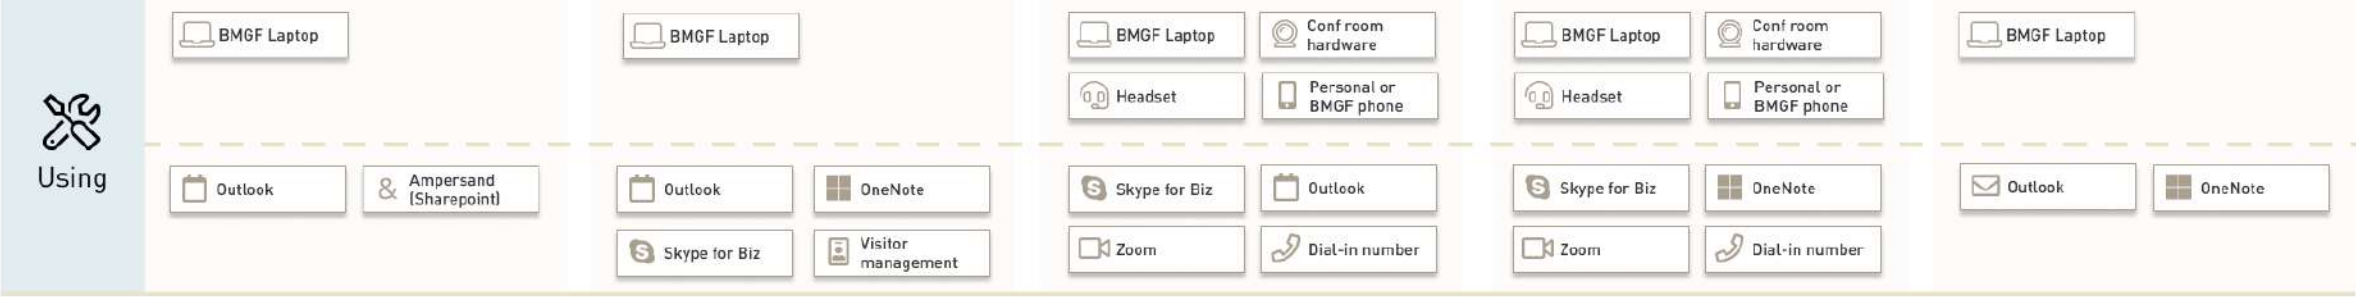 BMGF Laptop
BMGF Laptop
BMGF Laptop
Conf room
hardware
BMGF Laptop
Conf room
hardware
BMGF Laptop
Headset
Personal or
BMGF phone
Headset
Personal or
BMGF phone
Using
Outlook
& Ampersand
(Sharepoint)
Outlook
OneNote
Skype for Biz
Outlook
Skype for Biz
OneNote
Outlook
OneNote
Skype for Biz
Visitor
management
Zoom
Dial-in number
Zoom
Dial-in number